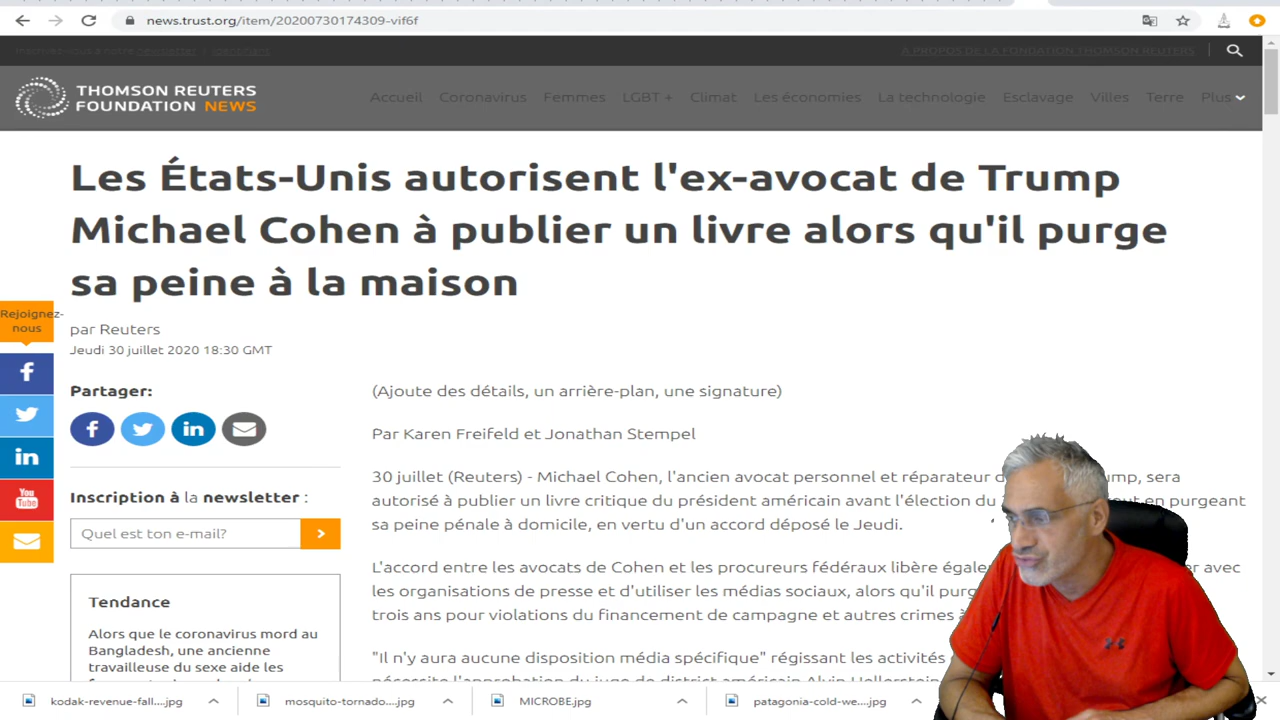 news.trust.org/item/20200730174309-vif6f
A PROPOS DE LA FONDATION THOMSON REUTERS
THOMSON REUTERS
FOUNDATION NEWS
Accueil Coronavirus Femmes LGBT + Climat Les économies La technologie Esclavage Villes Terre Plus
Les États-Unis autorisent l'ex-avocat de Trump
Michael Cohen à publier un livre alors qu'il purge
sa peine à la maison
Rejoignez-
nous
par Reuters
Jeudi 30 juillet 2020 18:30 GMT
Partager:
(Ajoute des détails, un arrière-plan, une signature)
Par Karen Freifeld et Jonathan Stempel
Inscription à la newsletter :
Quel est ton e-mail?
30 juillet (Reuters) - Michael Cohen, l'ancien avocat personnel et réparateur sera
autorisé à publier un livre critique du président américain avant l'élection du en purgeant
sa peine pénale à domicile, en vertu d'un accord déposé le Jeudi.
L'accord entre les avocats de Cohen et les procureurs fédéraux libère avec
les organisations de presse et d'utiliser les médias sociaux, alors qu'il
trois ans pour violations du financement de campagne et autres crimes
"Il n'y aura aucune disposition média spécifique" régissant les activités
nécessite l'approbation du juge de district américain Alvin Hellerstein
Tendance
Alors que le coronavirus mord au
Bangladesh, une ancienne
travailleuse du sexe aide les
kodak-revenue-fall....jpg mosquito-tornado....jpg MICROBE.jpg patagonia-cold-we....jpg